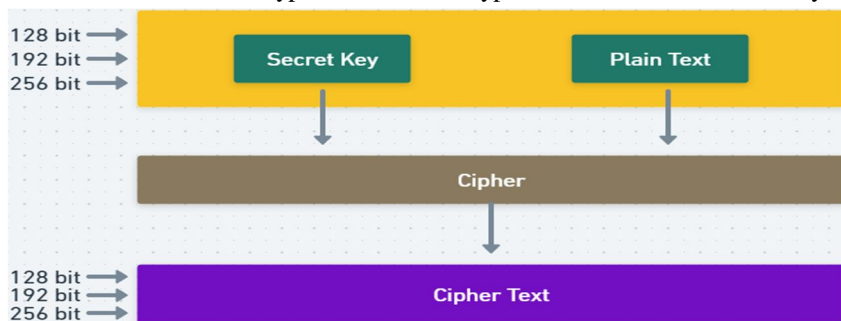 128 bit
192 bit
256 bit
Secret Key
Plain Text
Cipher
128 bit
192 bit
256 bit
Cipher Text